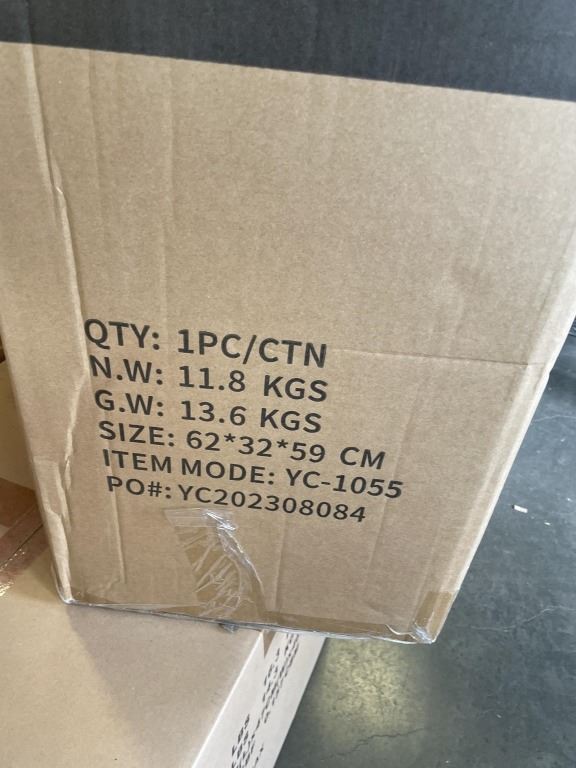 QTY: 1PC/CTN
N.W: 11.8 KGS
G.W: 13.6 KGS
SIZE: 62*32*59 CM
ITEM MODE: YC-1055
PO#: YC202308084